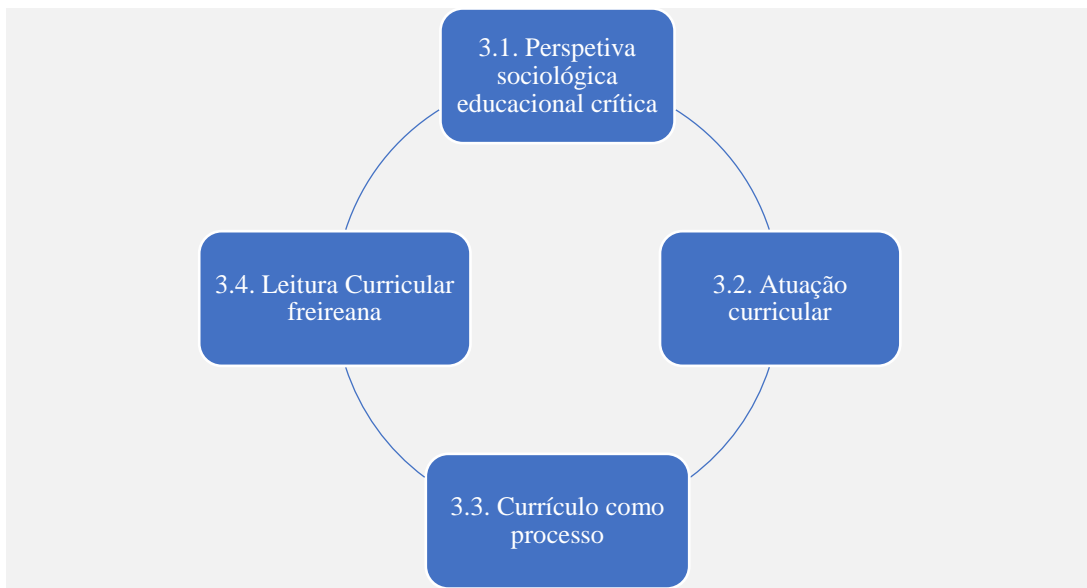 3.1. Perspetiva
sociológica
educacional crítica
3.4. Leitura Curricular
freireana
3.2. Atuação
curricular
3.3. Currículo como
processo